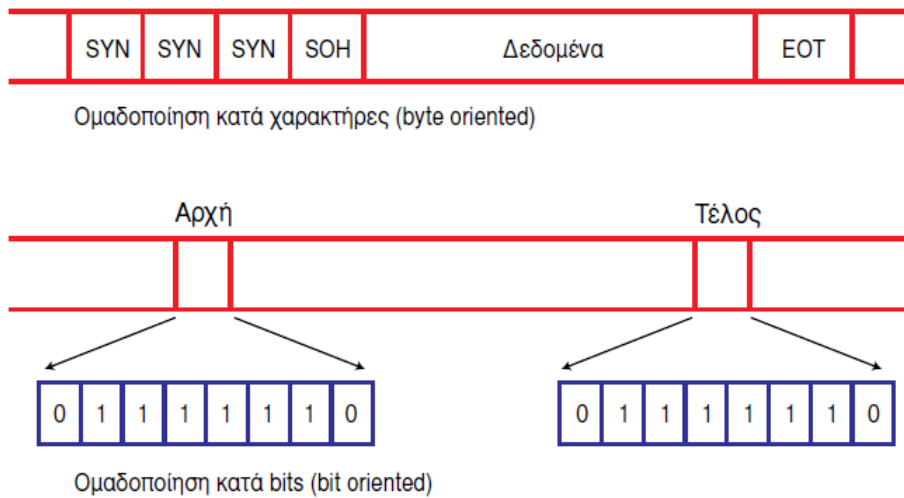 SYN SYN SYN SOH Δεδομένα EOT
Ομαδοποίηση κατά χαρακτήρες (byte oriented)
Αρχή Τέλος
0 1 1 1 1 1 1 0 0 1 1 1 1 1 1 0
Ομαδοποίηση κατά bits (bit oriented)